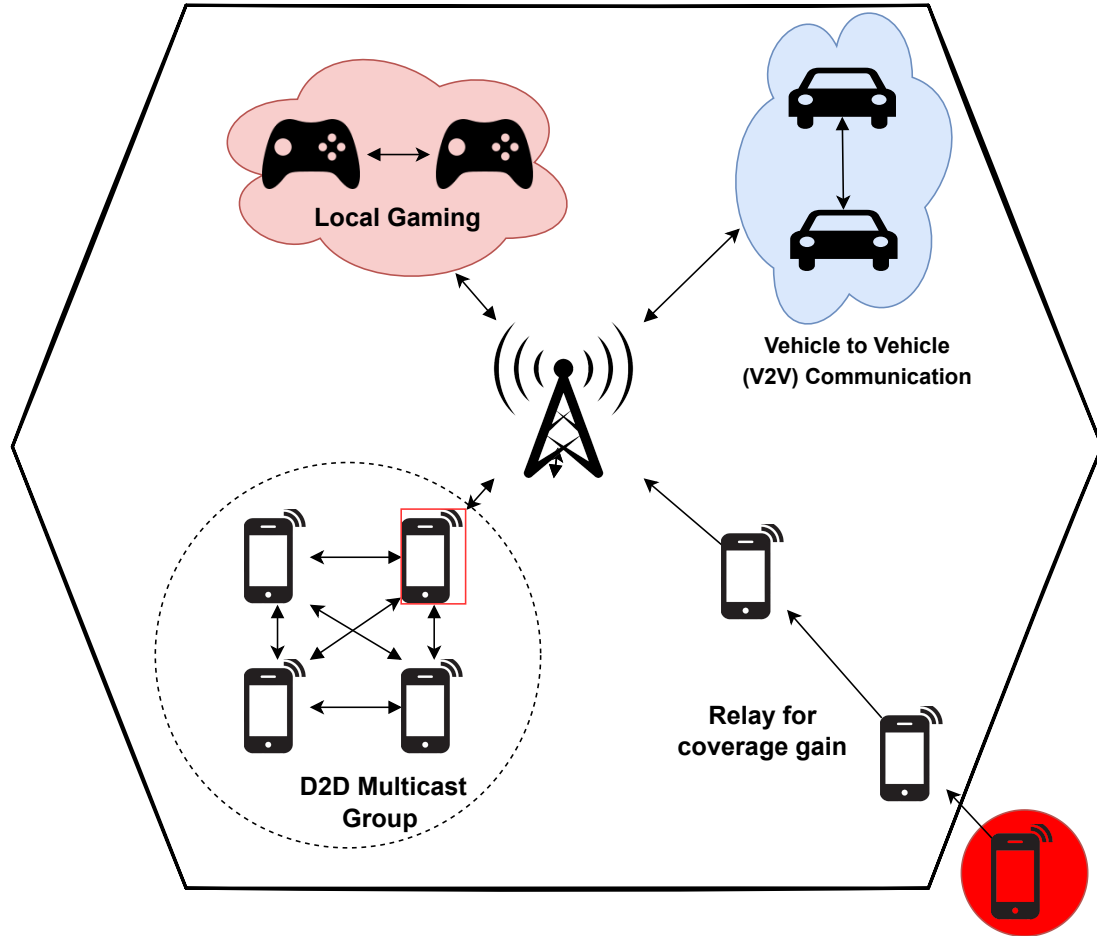 Local Gaming
Vehicle to Vehicle
(V2V) Communication
Relay for
coverage gain
D2D Multicast
Group